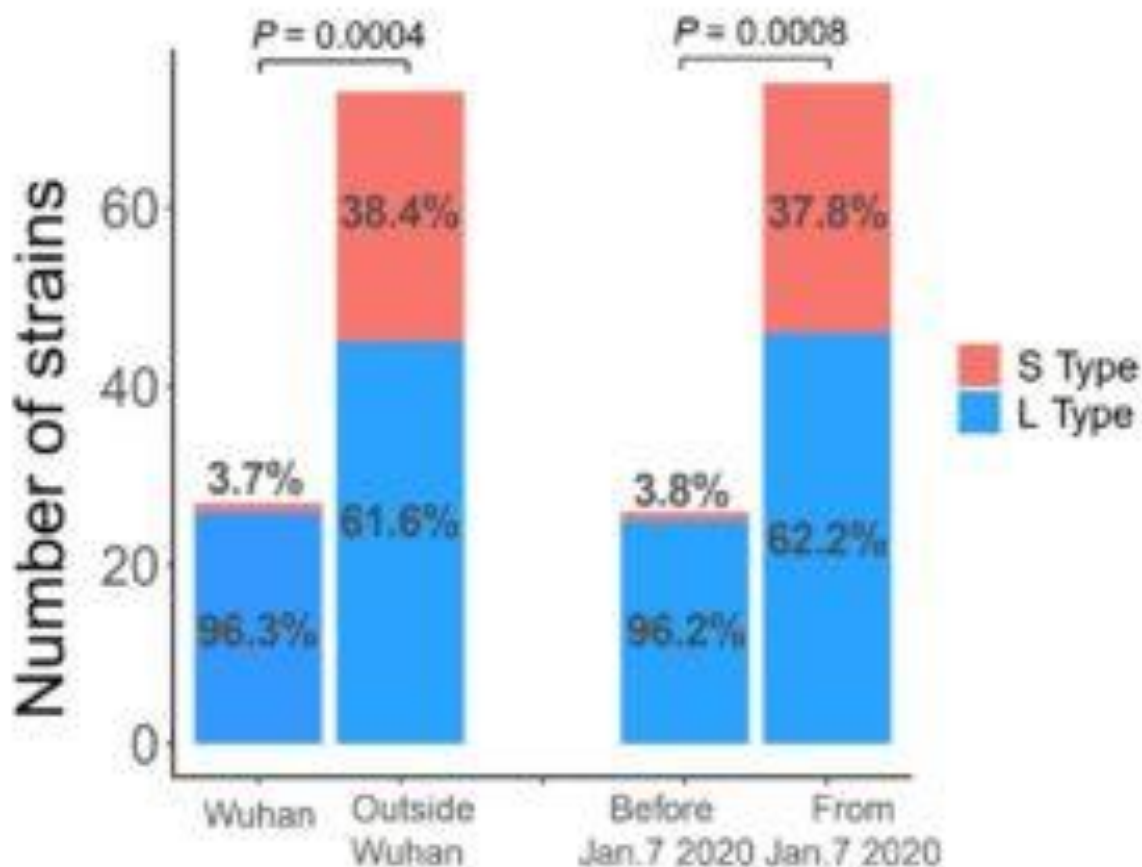 P = 0.0004
P = 0.0008
Number of strains
60
40
20
0
38.4%
37.8%
3.7%
61.6%
3.8%
62.2%
96.3%
96.2%
S Type
L Type
Wuhan
Outside
Wuhan
Before
Jan.7 2020
From
Jan.7 2020